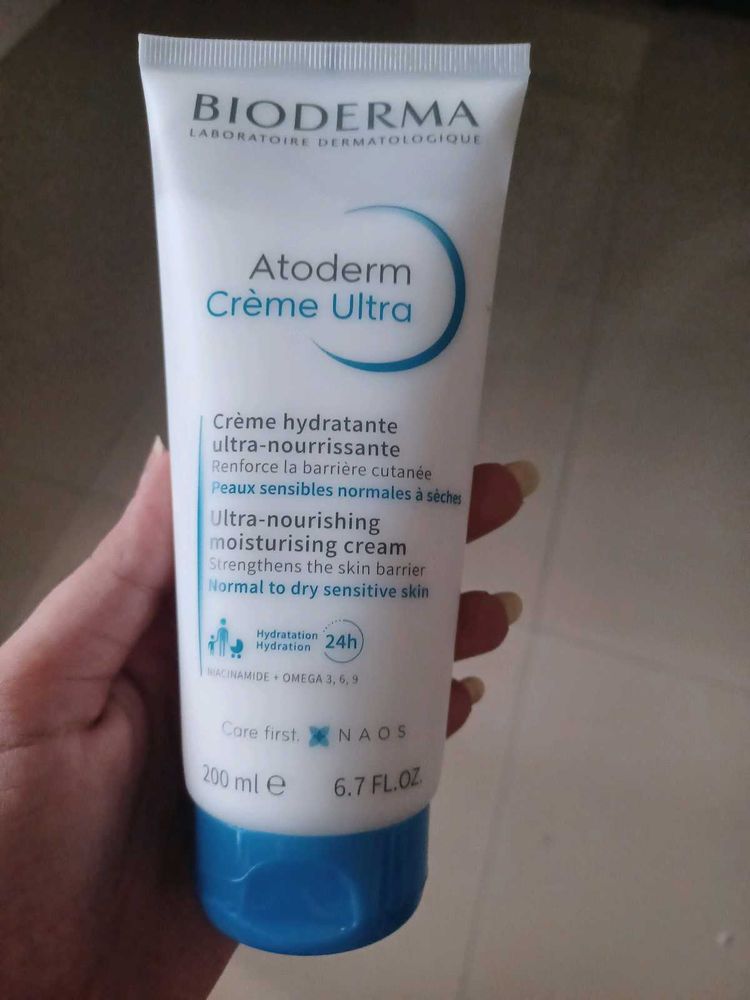 BIODERMA
LABORATOIRE DERMATOLOGIQUE
Atoderm
Crème Ultra
Crème hydratante
ultra-nourrissante
Renforce la barrière cutanée
Peaux sensibles normales à sèches
Ultra-nourishing
moisturising cream
Strengthens the skin barrier
Normal to dry sensitive skin
Hydratation
Hydration
24h
NIACINAMIDE + OMEGA 3, 6, 9
Care first. NAOS
200 ml e 6.7 FL.OZ.